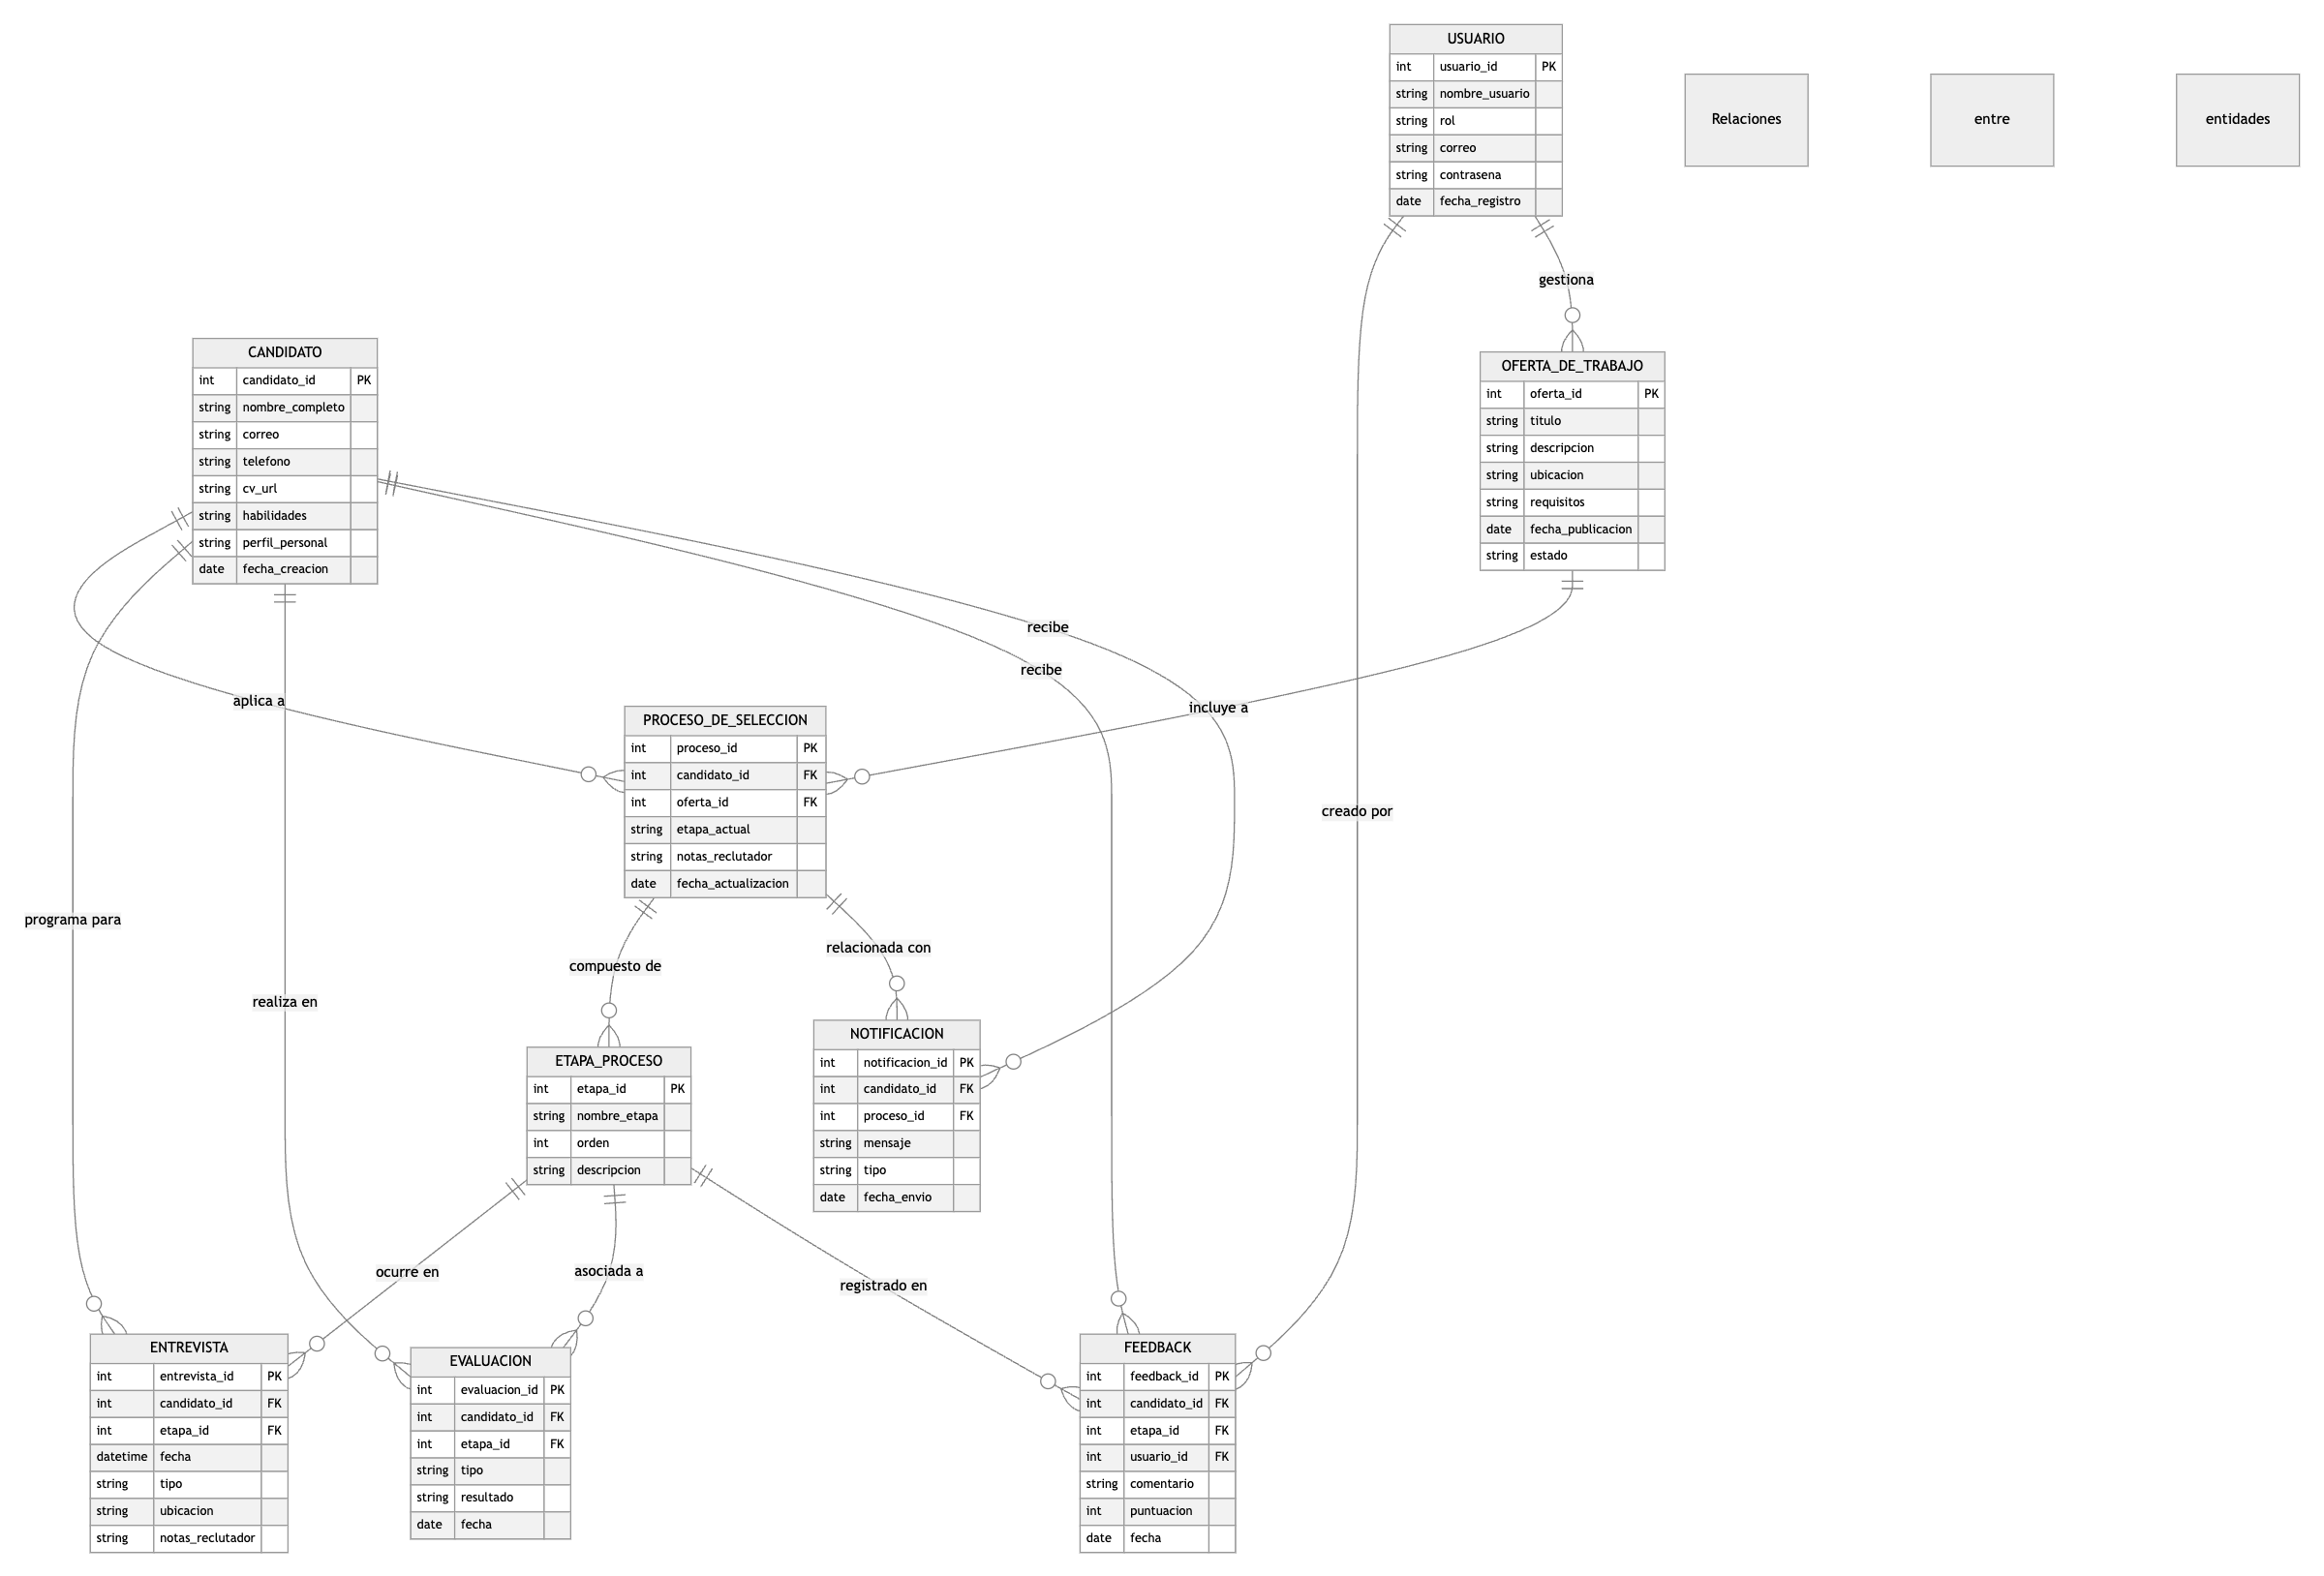 USUARIO
int usuario_id PK
string nombre_usuario
string rol
string correo
string contrasena
date fecha_registro
Relaciones
entre
entidades
gestiona
CANDIDATO
int candidato_id PK
string nombre_completo
string correo
string telefono
string cv_url
string habilidades
string perfil_personal
date fecha_creacion
OFERTA_DE_TRABAJO
int oferta_id PK
string titulo
string descripcion
string ubicacion
string requisitos
date fecha_publicacion
string estado
recibe
recibe
aplica a
incluye a
PROCESO_DE_SELECCION
int proceso_id PK
int candidato_id FK
int oferta_id FK
string etapa_actual
string notas_reclutador
date fecha_actualizacion
creado por
programa para
relacionada con
compuesto de
realiza en
NOTIFICACION
int notificacion_id PK
int candidato_id FK
int proceso_id FK
string mensaje
string tipo
date fecha_envio
ETAPA_PROCESO
int etapa_id PK
string nombre_etapa
int orden
string descripcion
ocurre en
asociada a
registrado en
ENTREVISTA
int entrevista_id PK
int candidato_id FK
int etapa_id FK
datetime fecha
string tipo
string ubicacion
string notas_reclutador
EVALUACION
int evaluacion_id PK
int candidato_id FK
int etapa_id FK
string tipo
string resultado
date fecha
FEEDBACK
int feedback_id PK
int candidato_id FK
int etapa_id FK
int usuario_id FK
string comentario
int puntuacion
date fecha